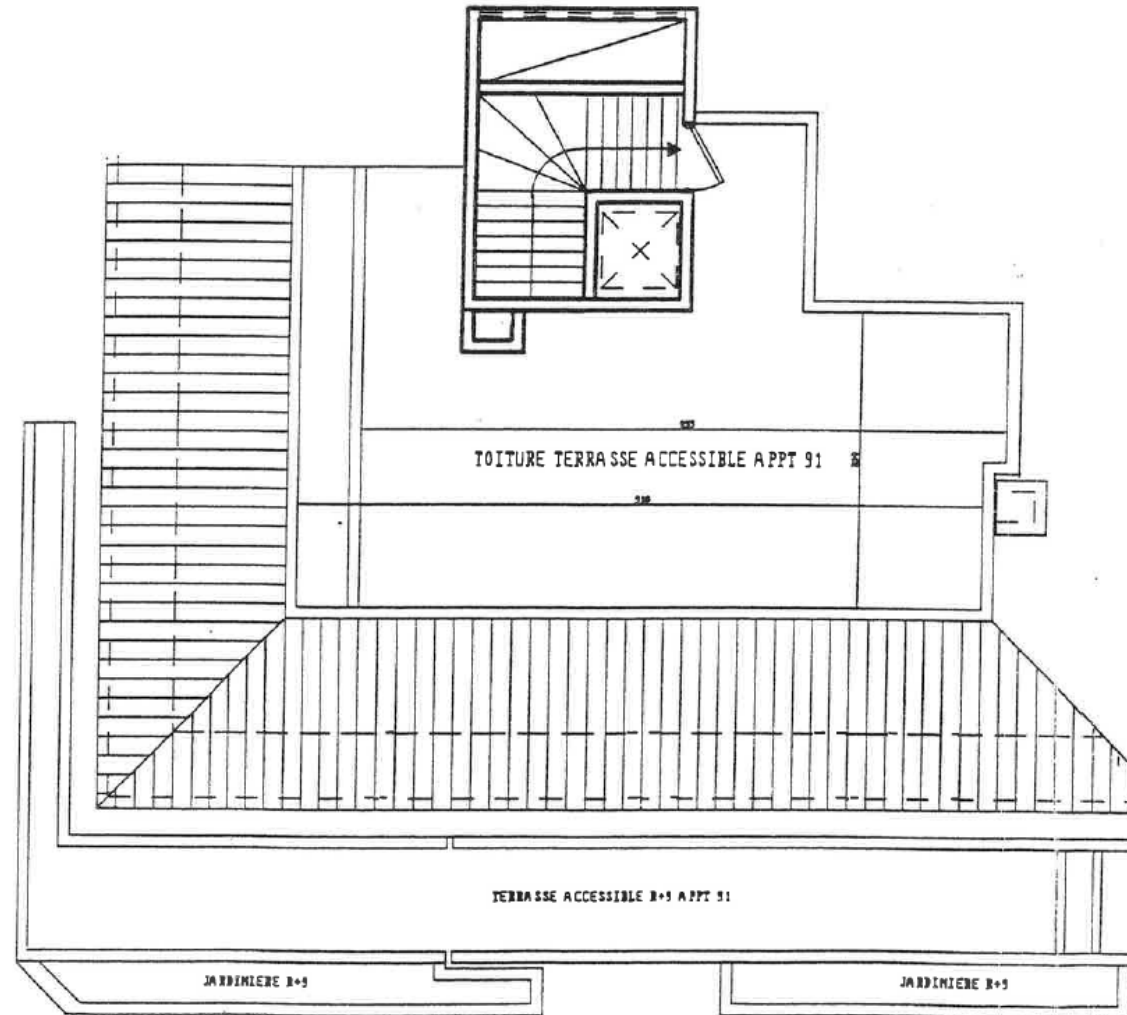 TOITURE TERRASSE ACCESSIBLE APPT 91
TERRASSE ACCESSIBLE R+9 APPT 91
JARDINIERE R+9
JARDINIERE R+9